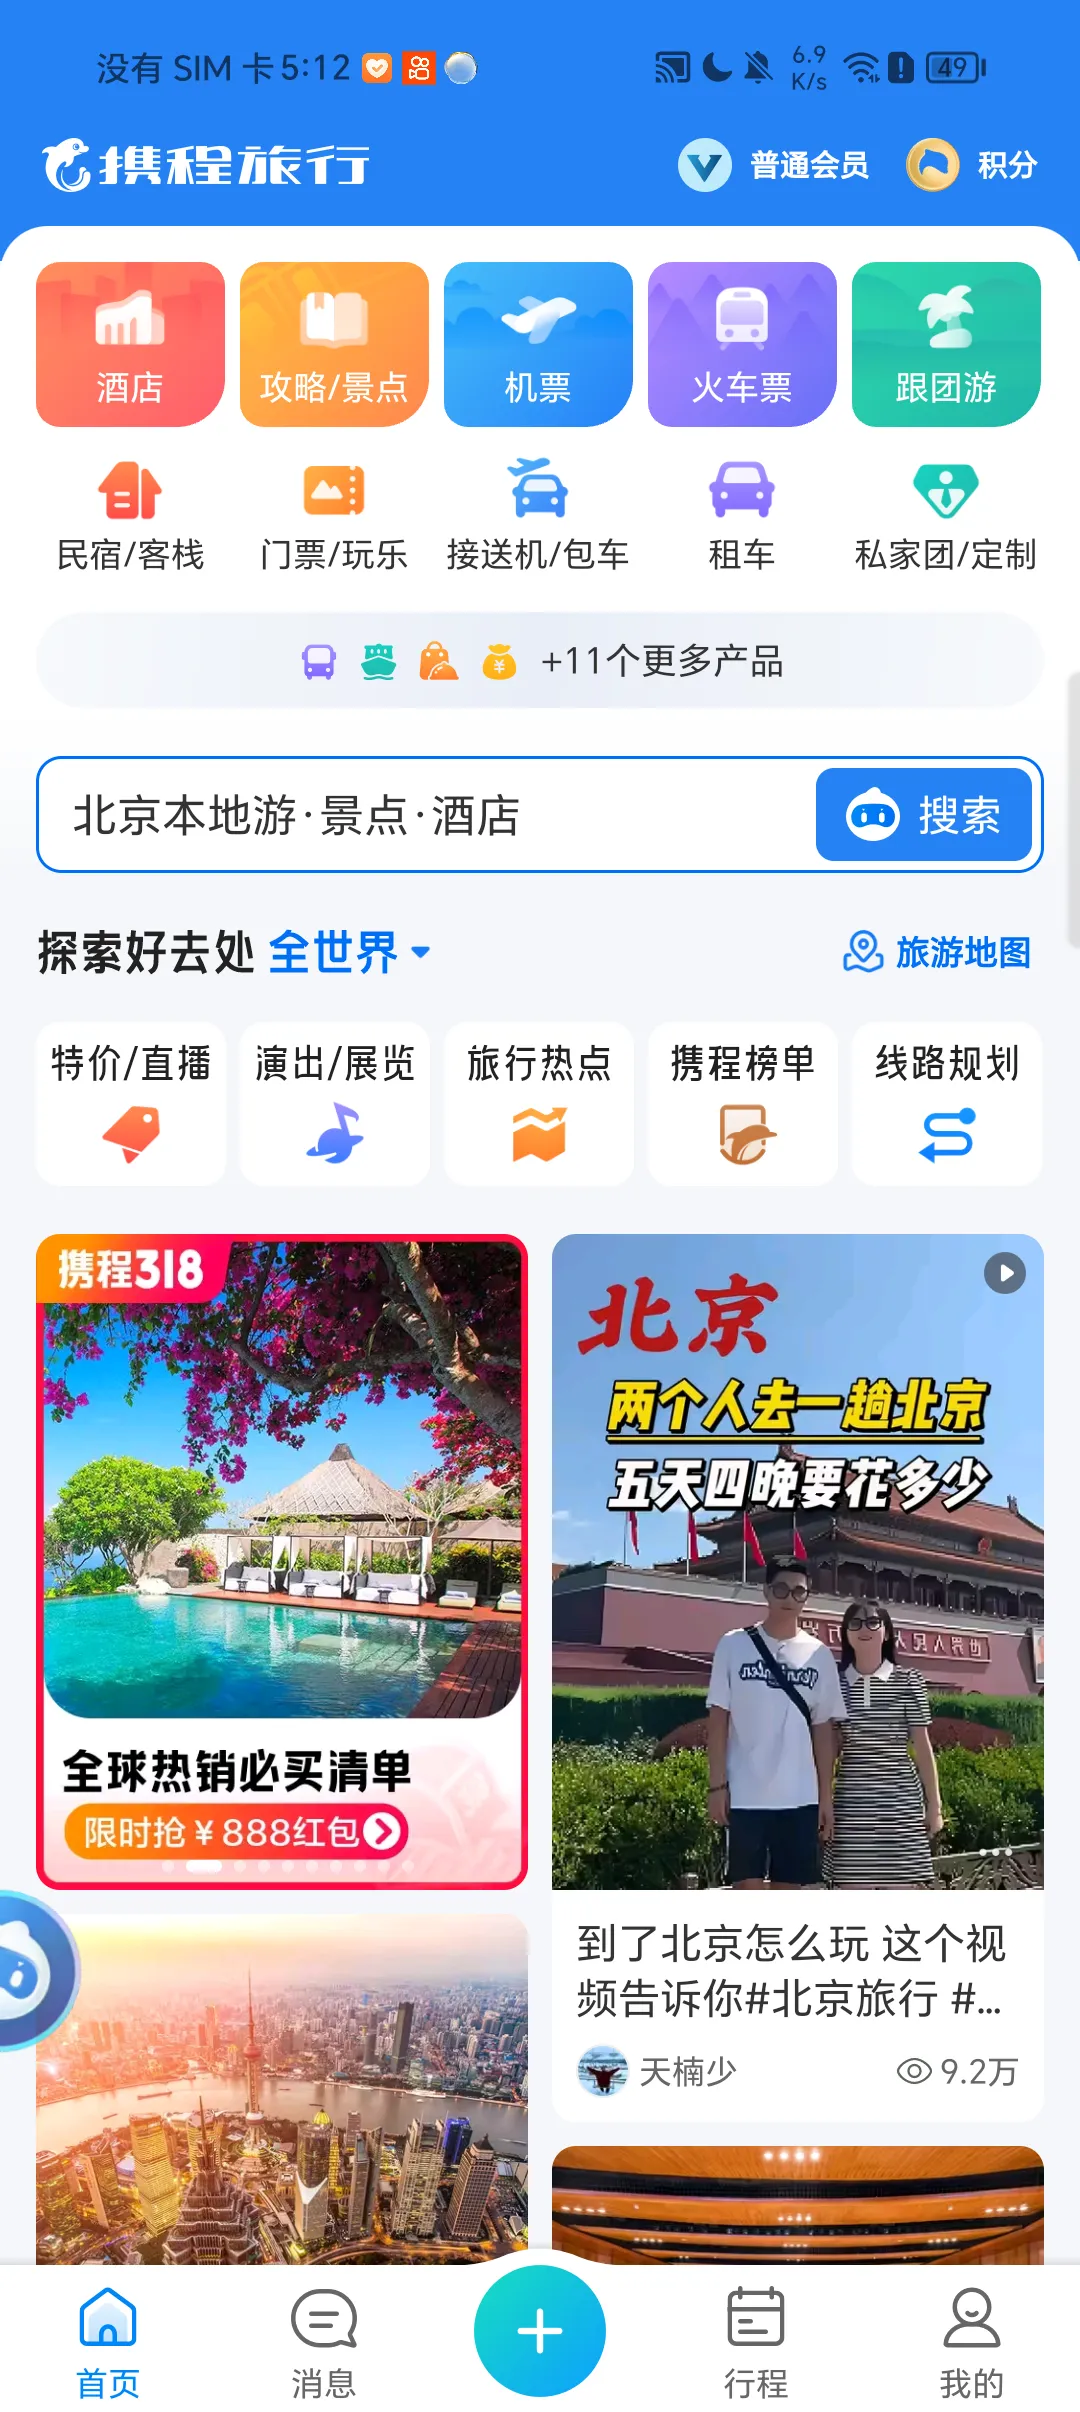 没有 SIM 卡 5:12
6.9 K/s
49
携程旅行
普通会员
积分
酒店
攻略/景点
机票
火车票
跟团游
民宿/客栈
门票/玩乐
接送机/包车
租车
私家团/定制
+11个更多产品
北京本地游·景点·酒店
搜索
探索好去处 全世界
旅游地图
特价/直播
演出/展览
旅行热点
携程榜单
线路规划
携程318
全球热销必买清单
限时抢¥888红包
北京
两个人去一趟北京
五天四晚要花多少
到了北京怎么玩 这个视
频告诉你#北京旅行 #...
天楠少
9.2万
首页
消息
行程
我的